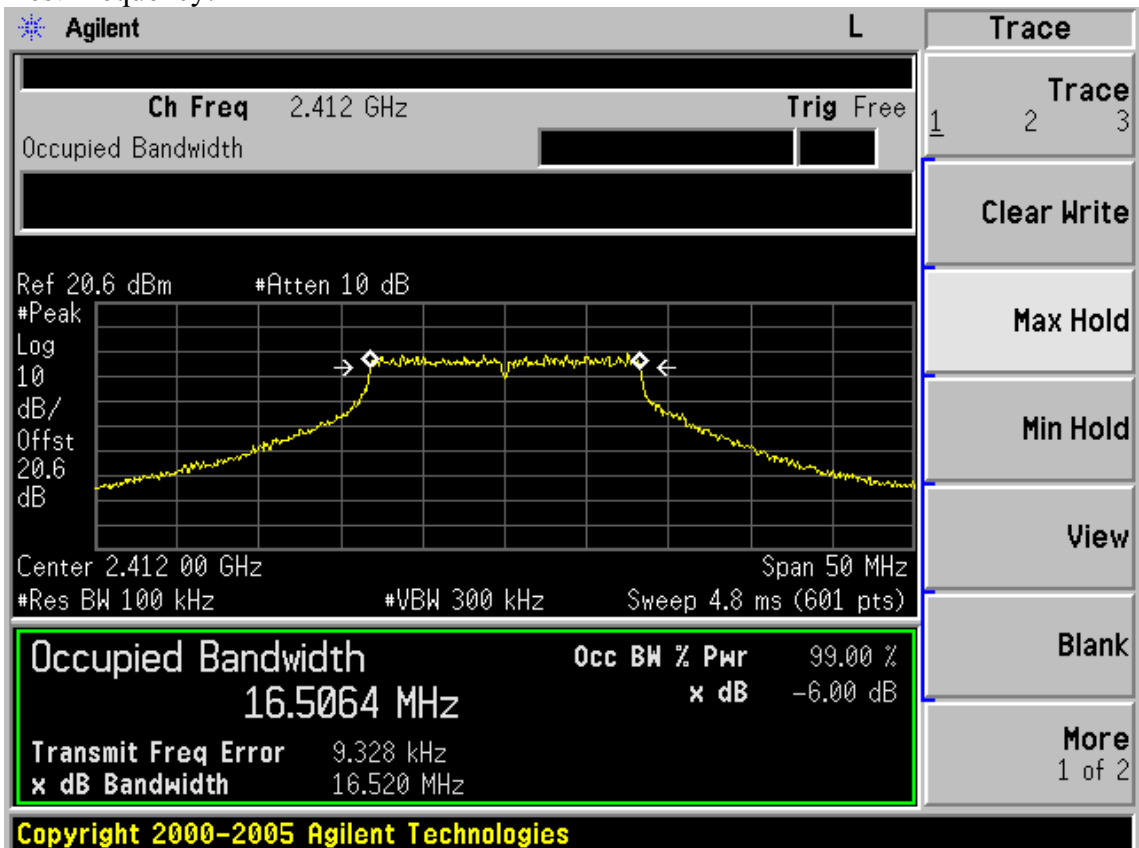 Agilent L Trace
Ch Freq 2.412 GHz Trig Free
Occupied Bandwidth
Trace
1 2 3
Clear Write
Max Hold
Min Hold
View
Blank
More
1 of 2
Ref 20.6 dBm #Atten 10 dB
#Peak
Log
10
dB/
Offst
20.6
dB
Center 2.412 00 GHz Span 50 MHz
#Res BW 100 kHz #VBW 300 kHz Sweep 4.8 ms (601 pts)
Occupied Bandwidth Occ BW % Pwr 99.00 %
16.5064 MHz x dB -6.00 dB
Transmit Freq Error 9.328 kHz
x dB Bandwidth 16.520 MHz
Copyright 2000-2005 Agilent Technologies